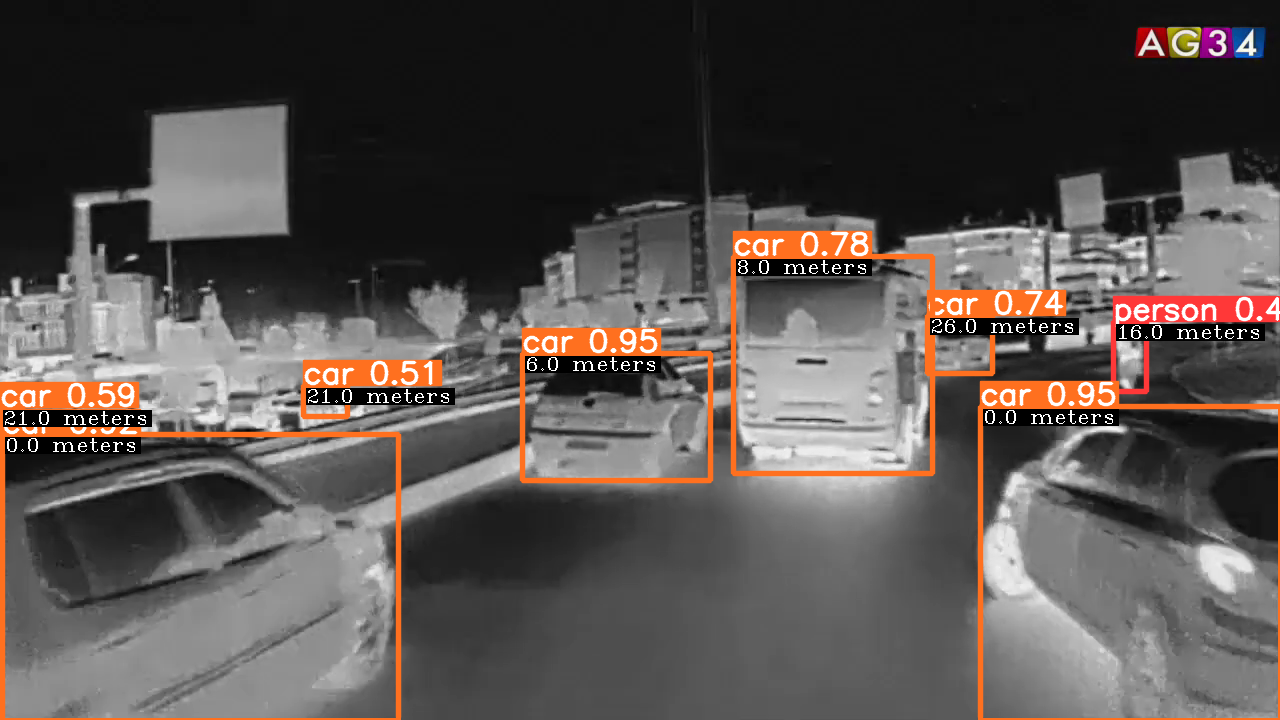 AG34
car 0.78
8.0 meters
car 0.74
26.0 meters
person 0.4
16.0 meters
car 0.95
6.0 meters
car 0.51
21.0 meters
car 0.59
21.0 meters
0.0 meters
car 0.95
0.0 meters